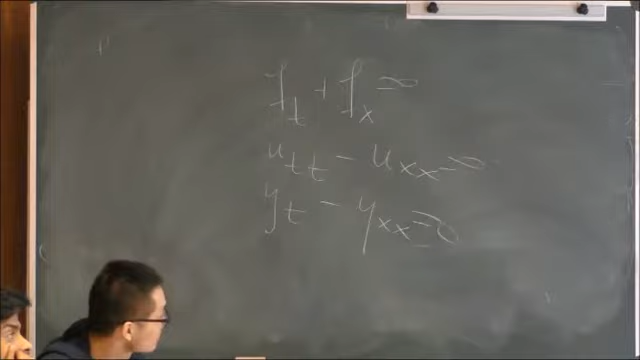 f_t + f_x = 0
u_tt - u_xx = 0
y_t - y_xx = 0